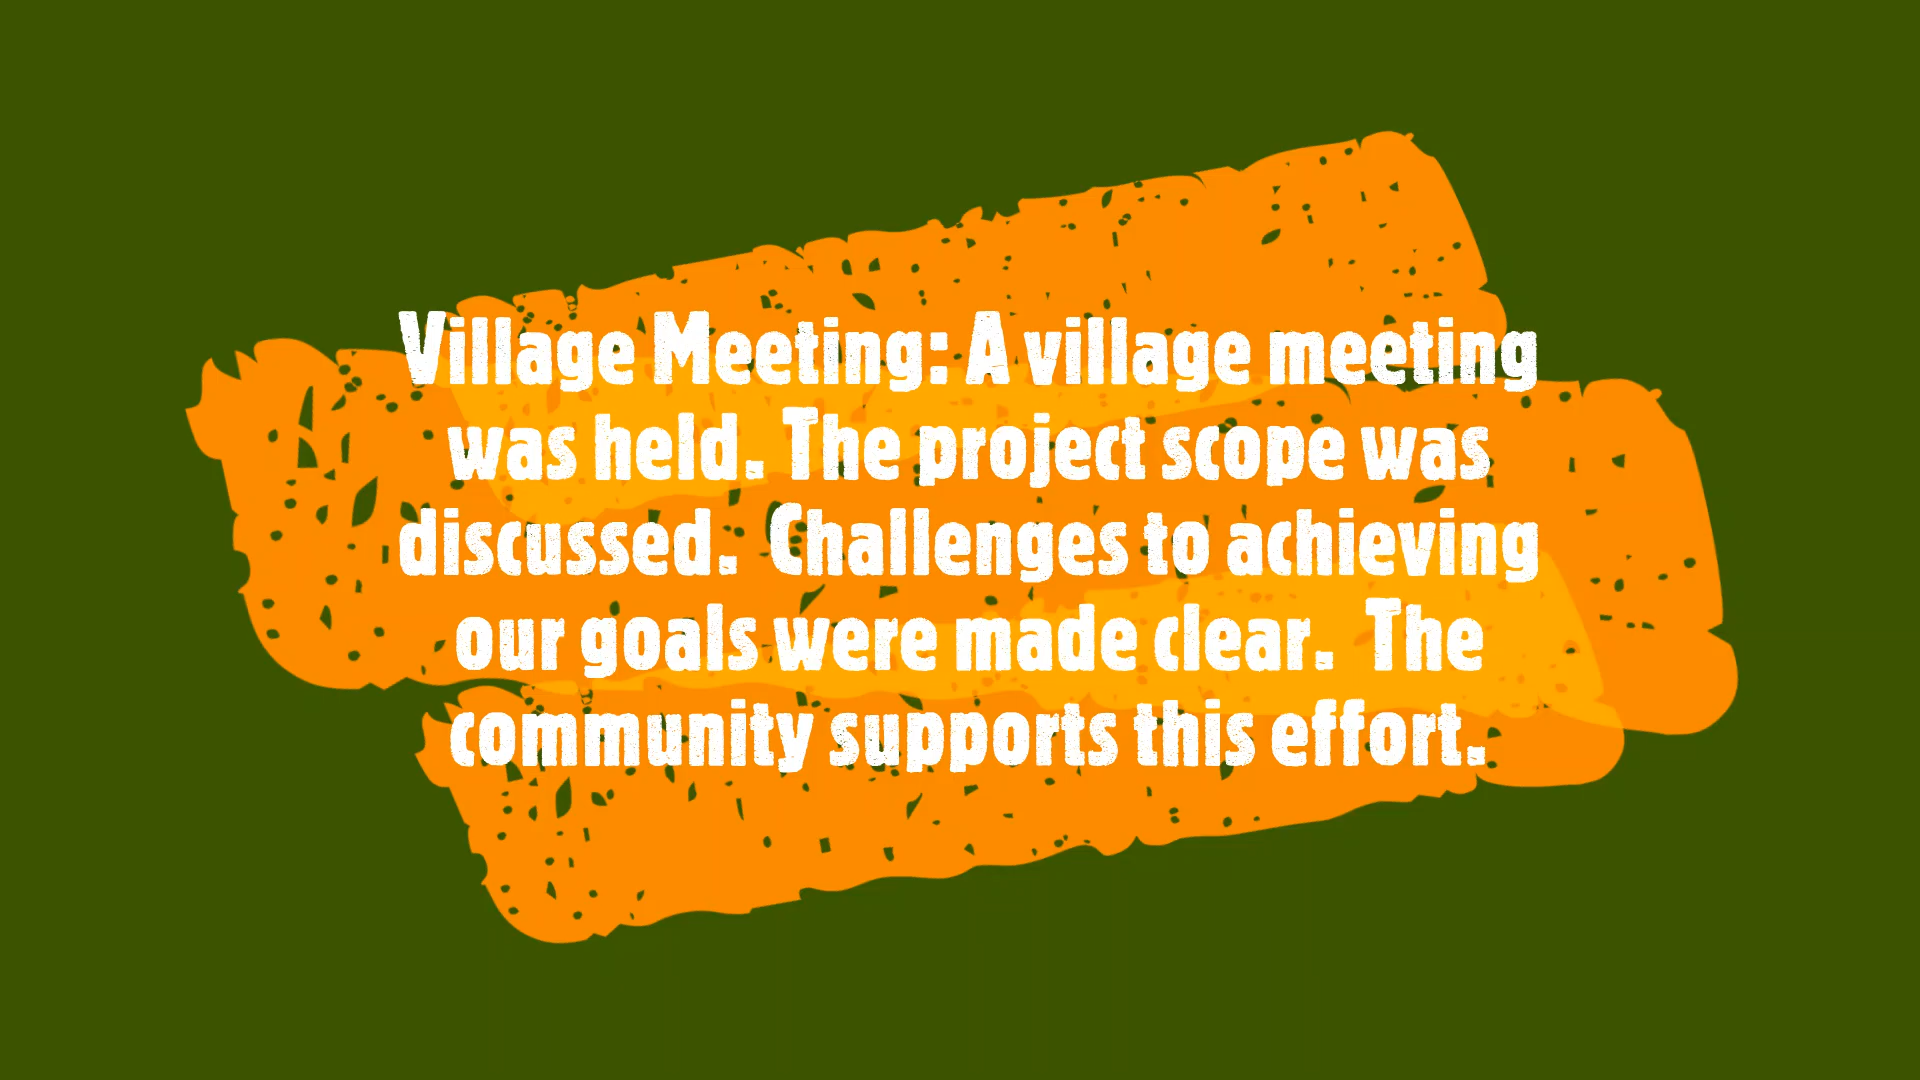 Village Meeting: A village meeting
was held. The project scope was
discussed.  Challenges to achieving
our goals were made clear.  The
community supports this effort.